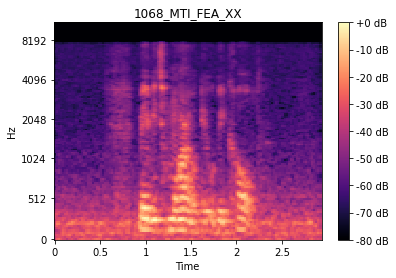 1068_MTI_FEA_XX
+0 dB
8192
-10 dB
4096
-20 dB
-30 dB
2048
Hz
-40 dB
1024
-50 dB
512
-60 dB
-70 dB
0
-80 dB
0 0.5 1 1.5 2 2.5
Time